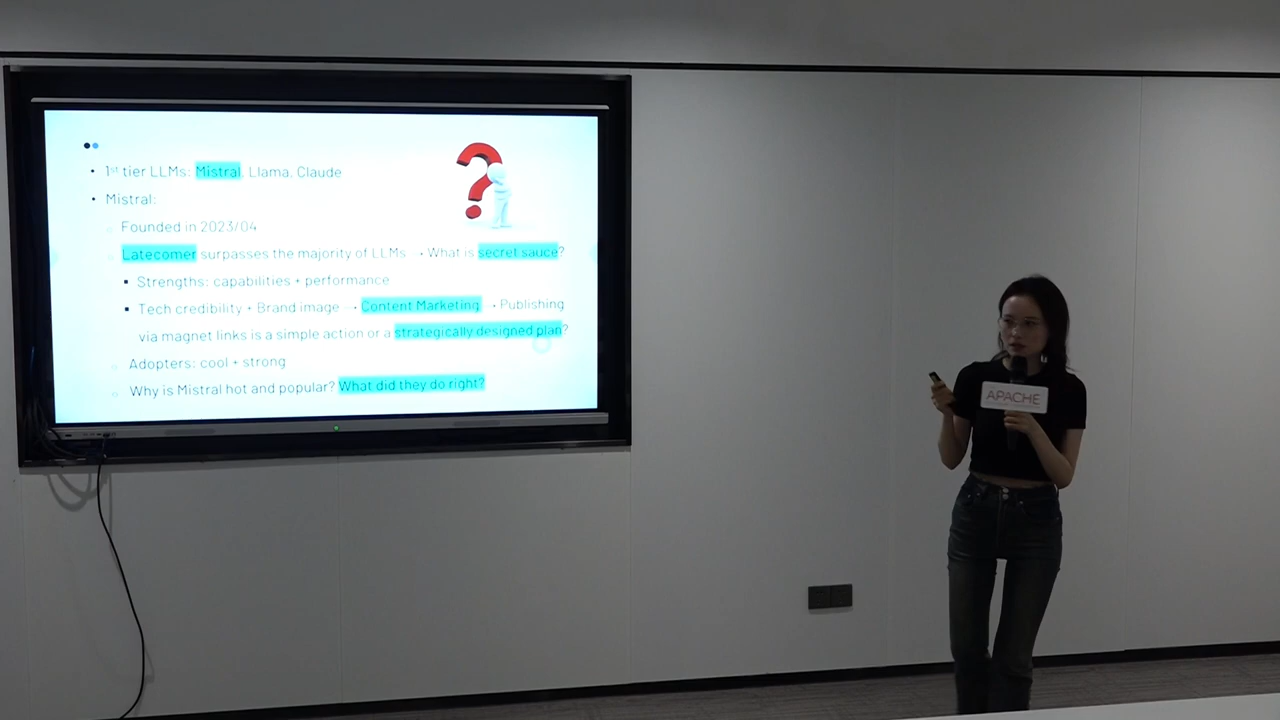 1st tier LLMs: Mistral, Llama, Claude
Mistral:
Founded in 2023/04
Latecomer surpasses the majority of LLMs → What is secret sauce?
Strengths: capabilities + performance
Tech credibility + Brand image → Content Marketing → Publishing
via magnet links is a simple action or a strategically designed plan?
Adopters: cool + strong
Why is Mistral hot and popular? What did they do right?
APACHE